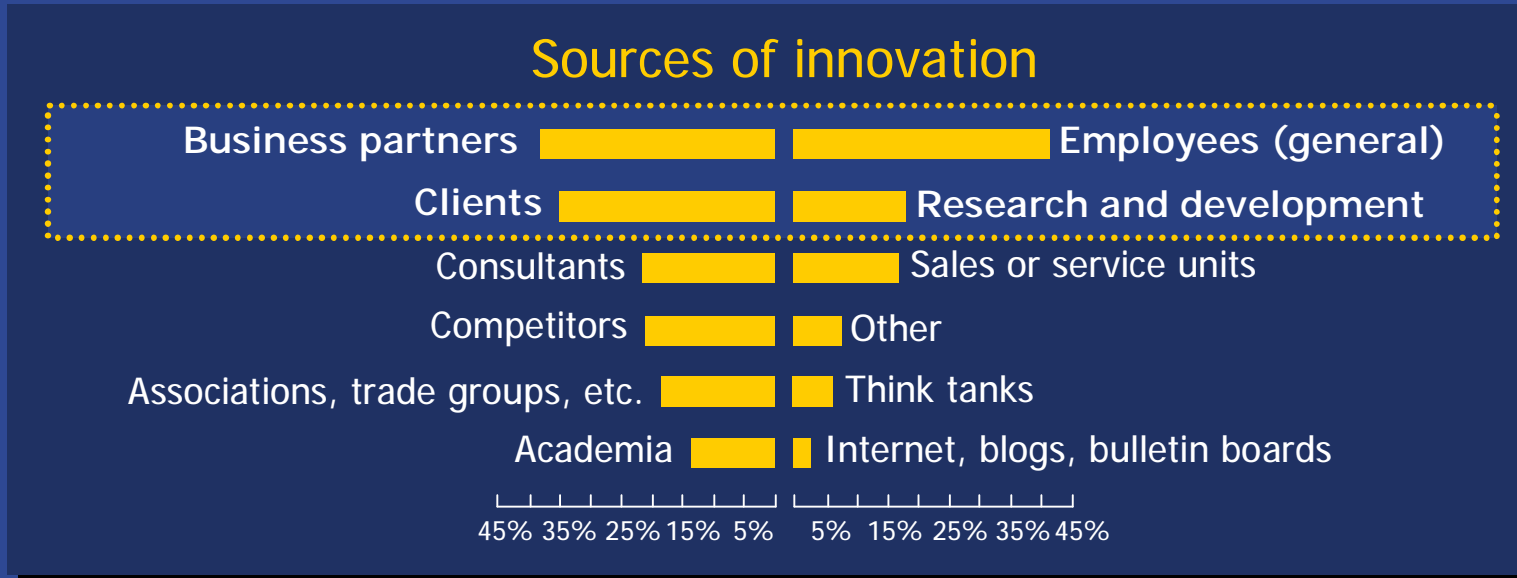 Sources of innovation
Business partners Employees (general)
Clients Research and development
Consultants Sales or service units
Competitors Other
Associations, trade groups, etc. Think tanks
Academia Internet, blogs, bulletin boards
45% 35% 25% 15% 5% 5% 15% 25% 35% 45%